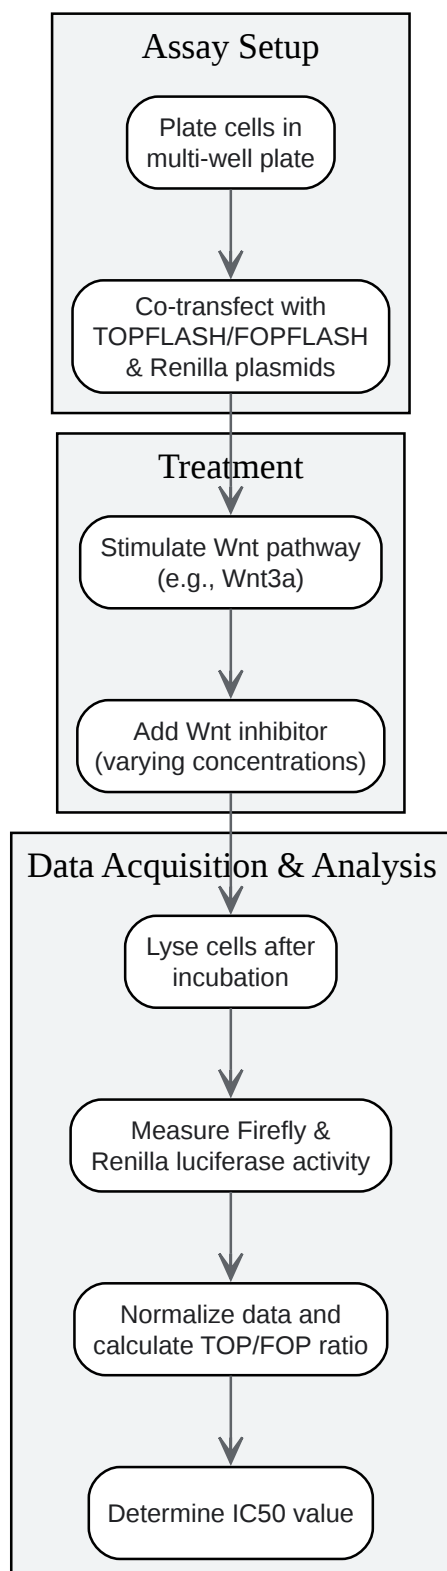 Assay Setup
Plate cells in
multi-well plate
Co-transfect with
TOPFLASH/FOPFLASH
& Renilla plasmids
Treatment
Stimulate Wnt pathway
(e.g., Wnt3a)
Add Wnt inhibitor
(varying concentrations)
Data Acquisition & Analysis
Lyse cells after
incubation
Measure Firefly &
Renilla luciferase activity
Normalize data and
calculate TOP/FOP ratio
Determine IC50 value